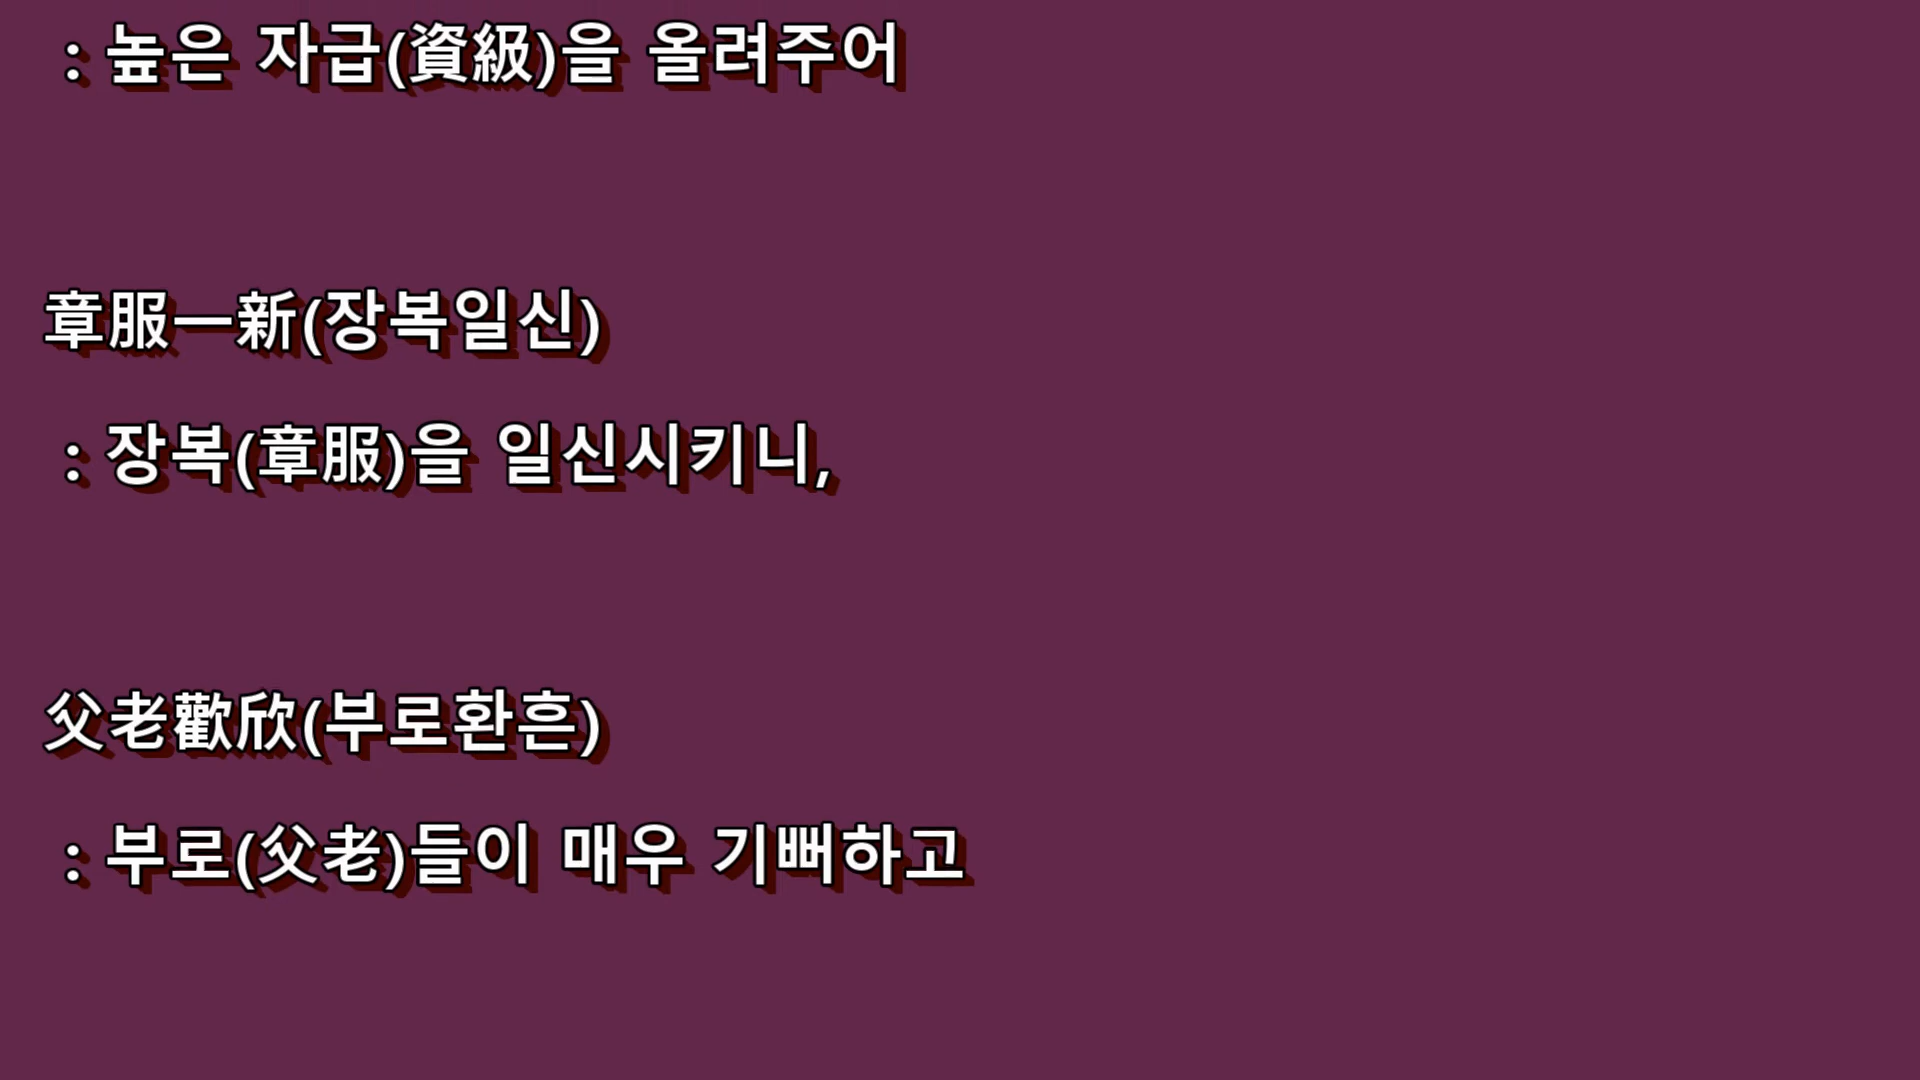 : 높은 자급(資級)을 올려주어
章服一新(장복일신)
: 장복(章服)을 일신시키니,
父老歡欣(부로환흔)
: 부로(父老)들이 매우 기뻐하고